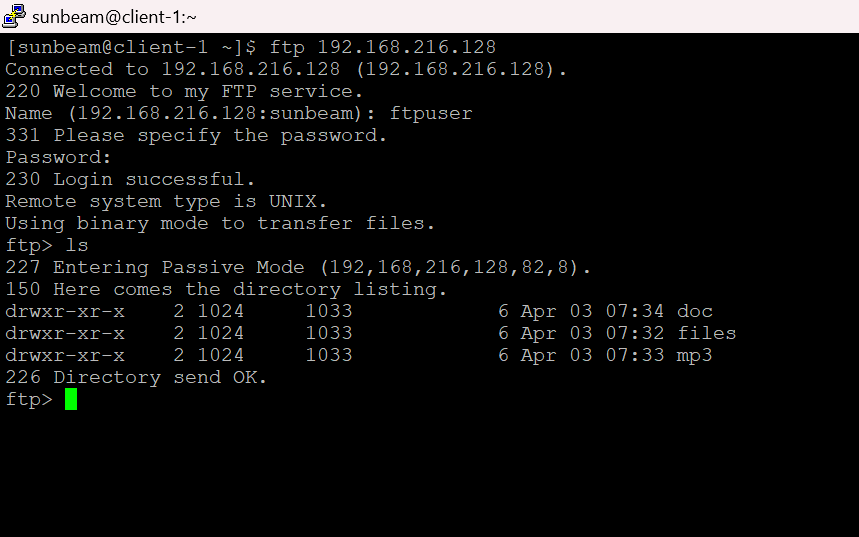 sunbeam@client-1:~
[sunbeam@client-1 ~]$ ftp 192.168.216.128
Connected to 192.168.216.128 (192.168.216.128).
220 Welcome to my FTP service.
Name (192.168.216.128:sunbeam): ftpuser
331 Please specify the password.
Password:
230 Login successful.
Remote system type is UNIX.
Using binary mode to transfer files.
ftp> ls
227 Entering Passive Mode (192,168,216,128,82,8).
150 Here comes the directory listing.
drwxr-xr-x    2 1024     1033            6 Apr 03 07:34 doc
drwxr-xr-x    2 1024     1033            6 Apr 03 07:32 files
drwxr-xr-x    2 1024     1033            6 Apr 03 07:33 mp3
226 Directory send OK.
ftp>